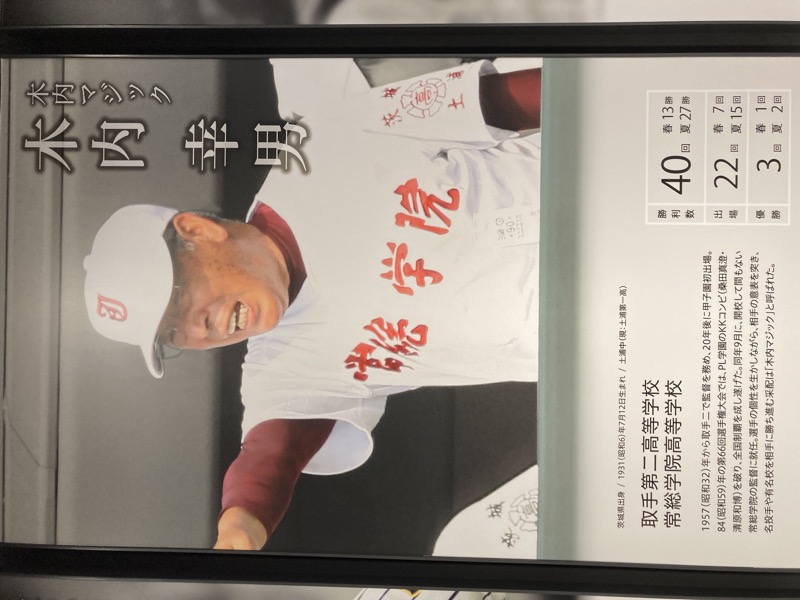 木内マジック
木内 幸男
常総学院
茨城
土浦
茨城
茨城県出身 / 1931(昭和6)年7月12日生まれ / 土浦中(現:土浦第一高)
取手第二高等学校
常総学院高等学校
1957(昭和32)年から取手二で監督を務め、20年後に甲子園初出場。
84(昭和59)年の第66回選手権大会では、PL学園のKKコンビ(桑田真澄・
清原和博)を破り、全国制覇を成し遂げた。同年9月に、開校して間もない
常総学院の監督に就任。選手の個性を生かしながら、相手の意表を突き、
名投手や有名校を相手に勝ち進む采配は「木内マジック」と呼ばれた。
勝利数 40回 春 13勝 夏 27勝
出場 22回 春 7回 夏 15回
優勝 3回 春 1回 夏 2回